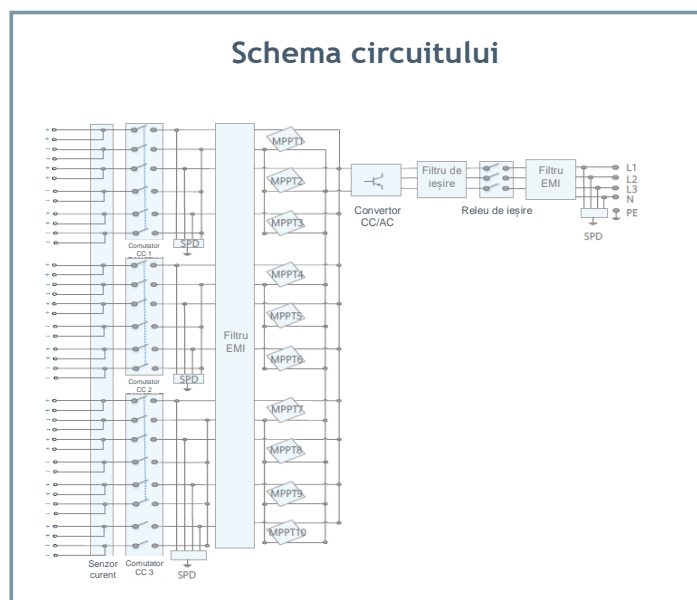 Schema circuitului
MPPT1
MPPT2
MPPT3
MPPT4
MPPT5
MPPT6
MPPT7
MPPT8
MPPT9
MPPT10
Filtru EMI
Senzor
curent
Comutator
CC 1
Comutator
CC 2
Comutator
CC 3
SPD
SPD
SPD
Convertor
CC/AC
Filtru de
ieșire
Releu de ieșire
Filtru
EMI
L1
L2
L3
N
PE
SPD